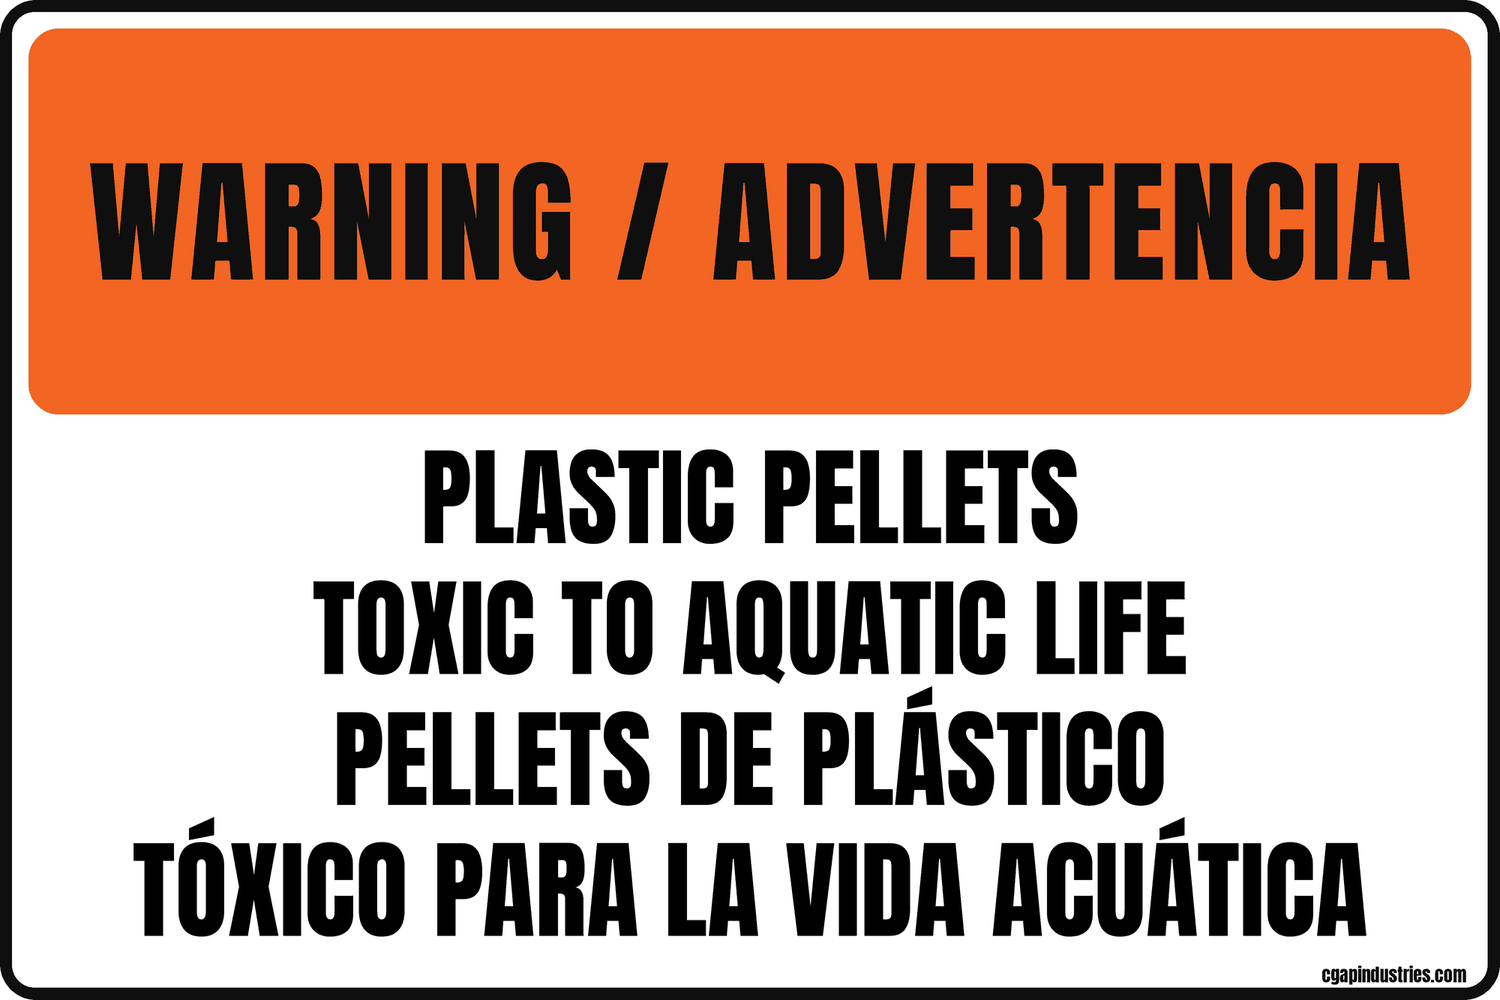 WARNING / ADVERTENCIA
PLASTIC PELLETS
TOXIC TO AQUATIC LIFE
PELLETS DE PLÁSTICO
TÓXICO PARA LA VIDA ACUÁTICA
cgapindustries.com